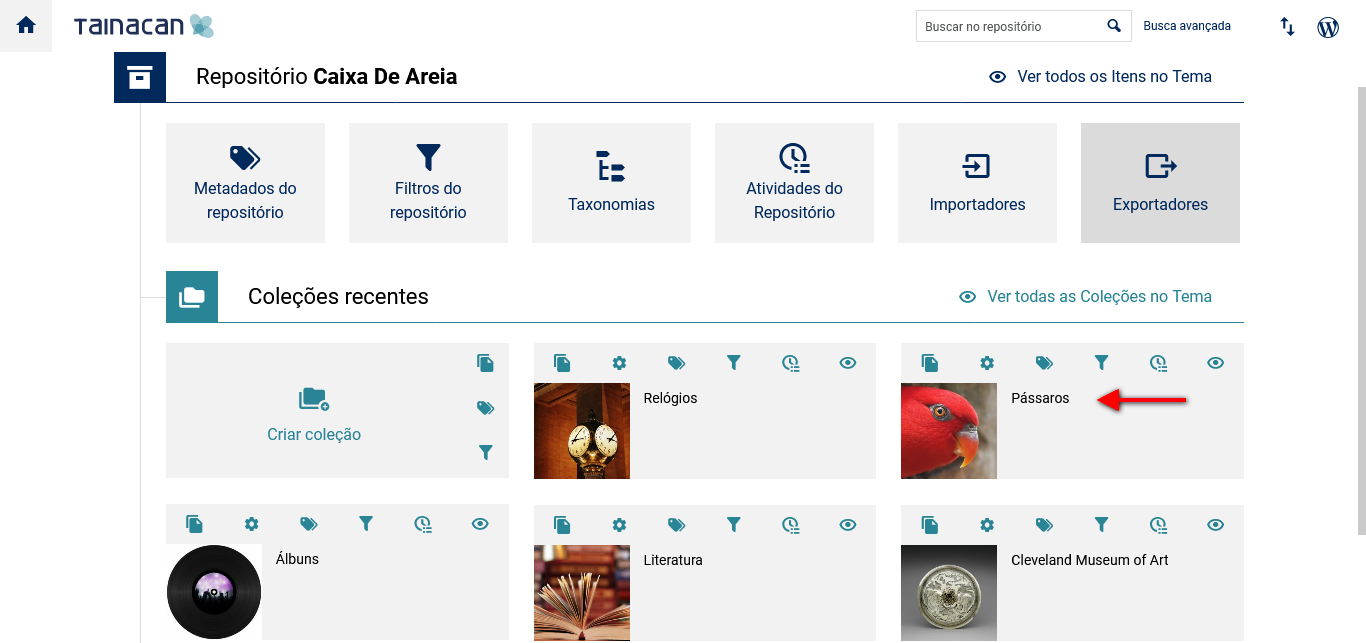 TAINACAN
Buscar no repositório
Busca avançada
Repositório Caixa De Areia
Ver todos os Itens no Tema
Metadados do
repositório
Filtros do
repositório
Taxonomias
Atividades do
Repositório
Importadores
Exportadores
Coleções recentes
Ver todas as Coleções no Tema
Criar coleção
Relógios
Pássaros
Álbuns
Literatura
Cleveland Museum of Art